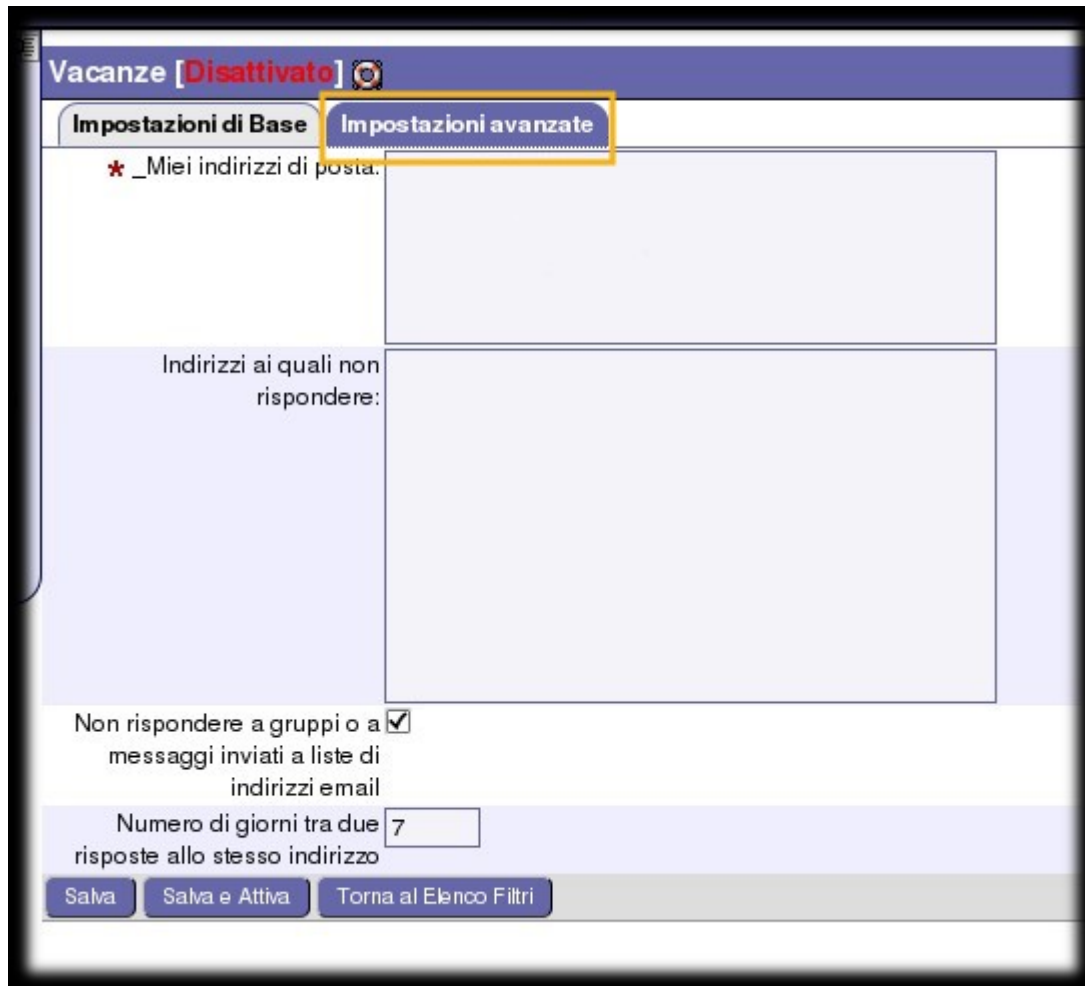 Vacanze [Disattivato]
Impostazioni di Base Impostazioni avanzate
* _Miei indirizzi di posta:
Indirizzi ai quali non
rispondere:
Non rispondere a gruppi o a
messaggi inviati a liste di
indirizzi email
Numero di giorni tra due 7
risposte allo stesso indirizzo
Salva Salva e Attiva Torna al Elenco Filtri